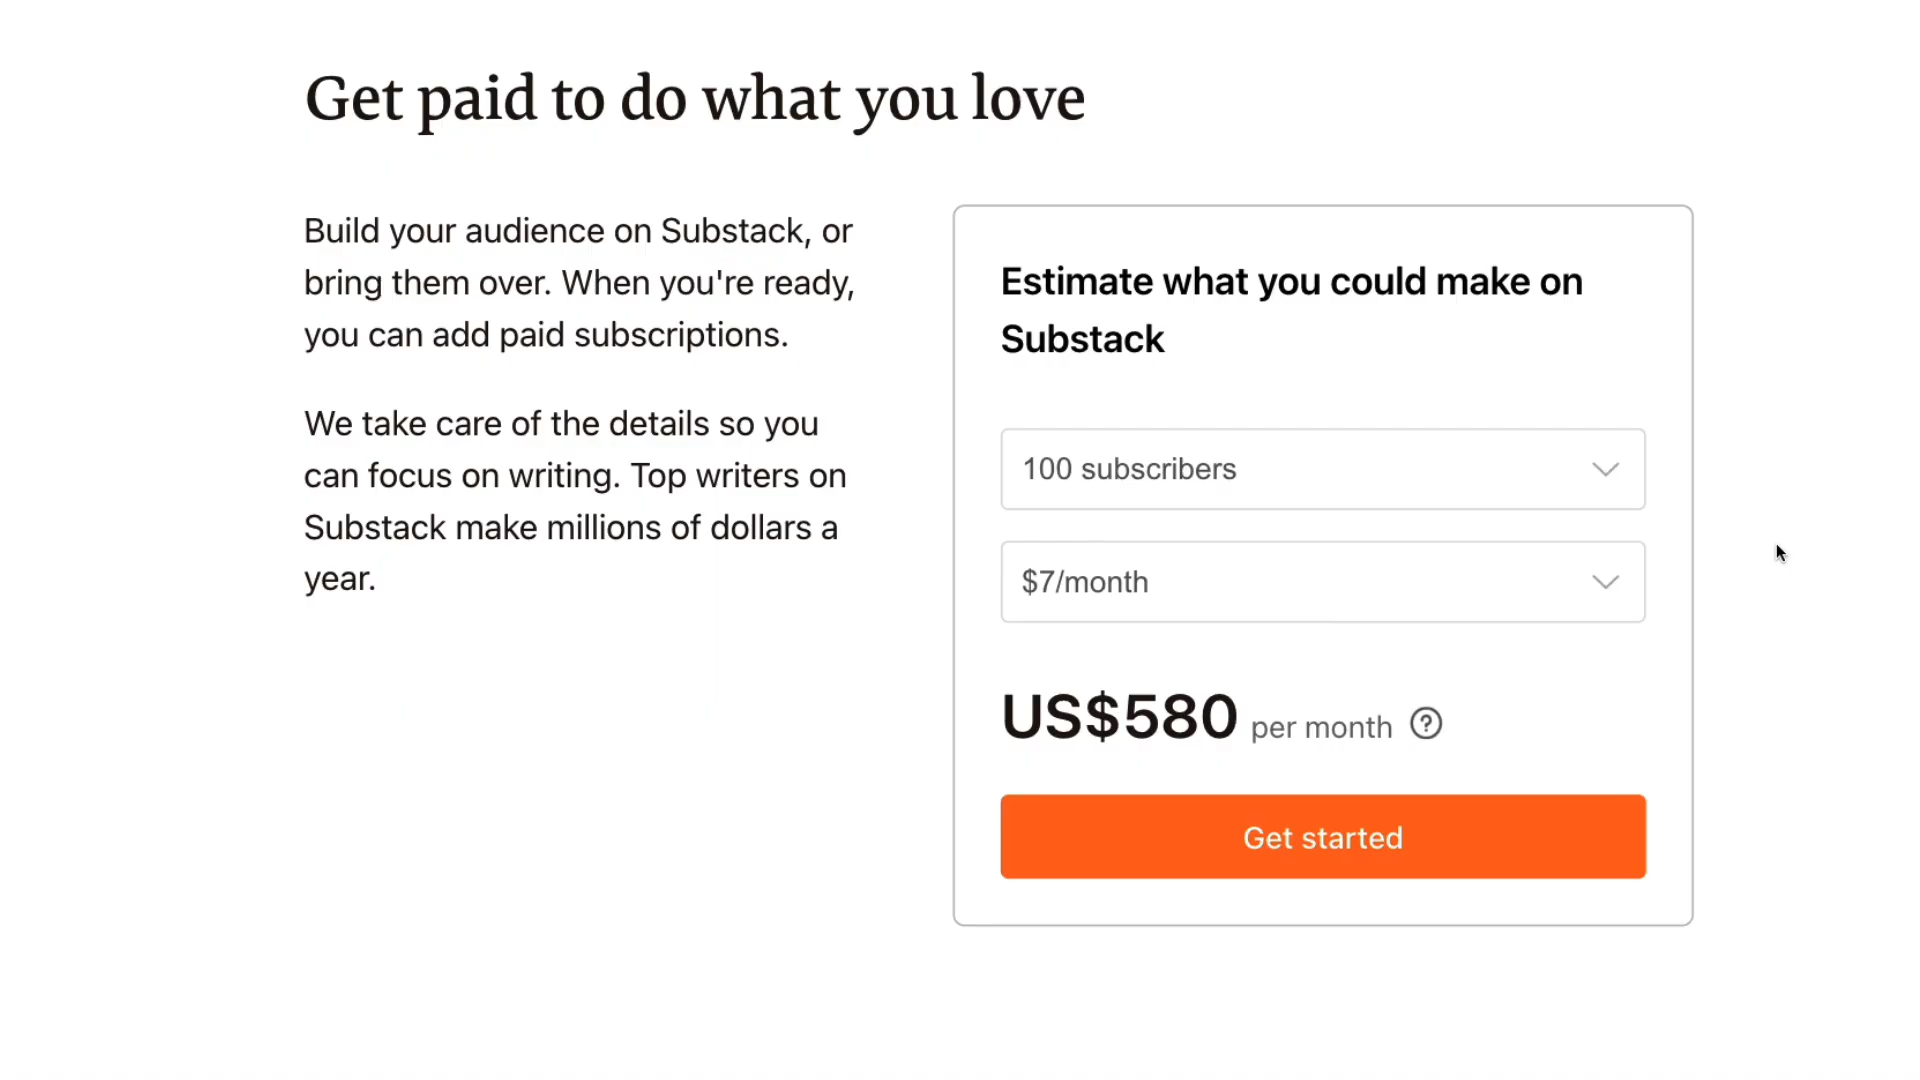 Get paid to do what you love
Build your audience on Substack, or
bring them over. When you're ready,
you can add paid subscriptions.
We take care of the details so you
can focus on writing. Top writers on
Substack make millions of dollars a
year.
Estimate what you could make on
Substack
100 subscribers
$7/month
US$580 per month ?
Get started